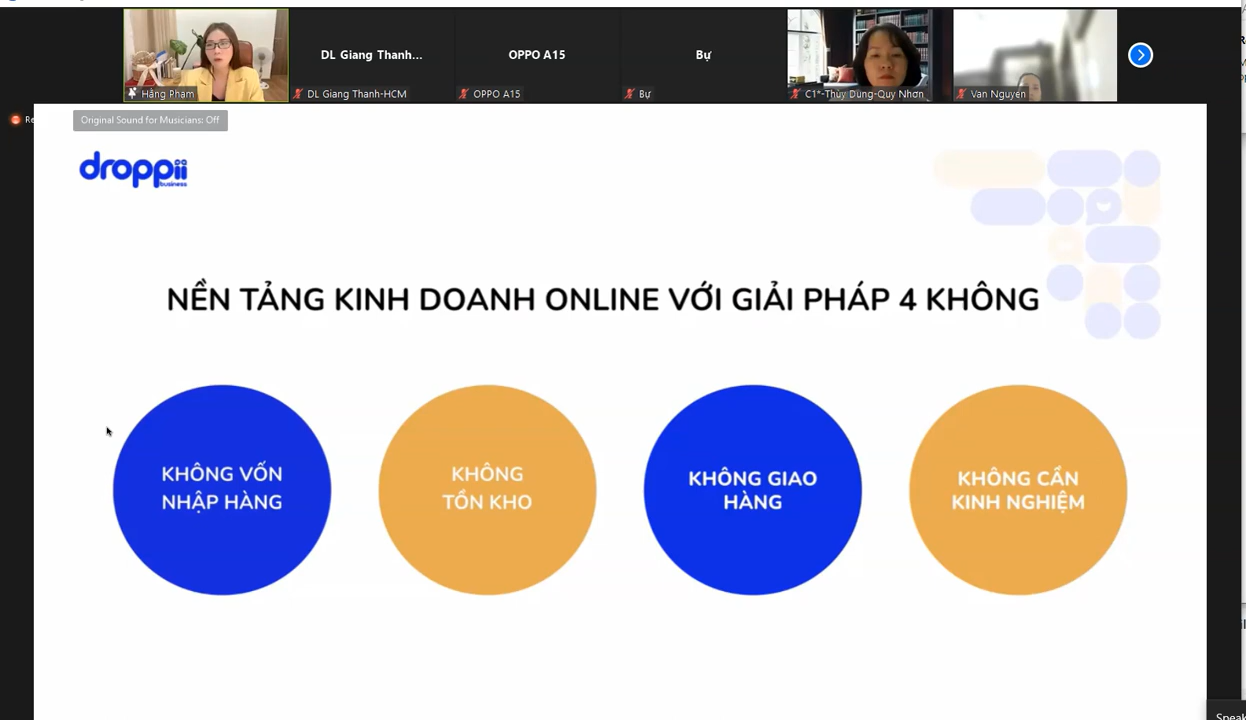 DL Giang Thanh...
OPPO A15
Bự
Hằng Phạm
DL Giang Thanh-HCM
OPPO A15
Bự
C1*-Thùy Dung-Quy Nhơn
Van Nguyen
Re
Original Sound for Musicians: Off
droppii
business
NỀN TẢNG KINH DOANH ONLINE VỚI GIẢI PHÁP 4 KHÔNG
KHÔNG VỐN
NHẬP HÀNG
KHÔNG
TỒN KHO
KHÔNG GIAO
HÀNG
KHÔNG CẦN
KINH NGHIỆM
Speak